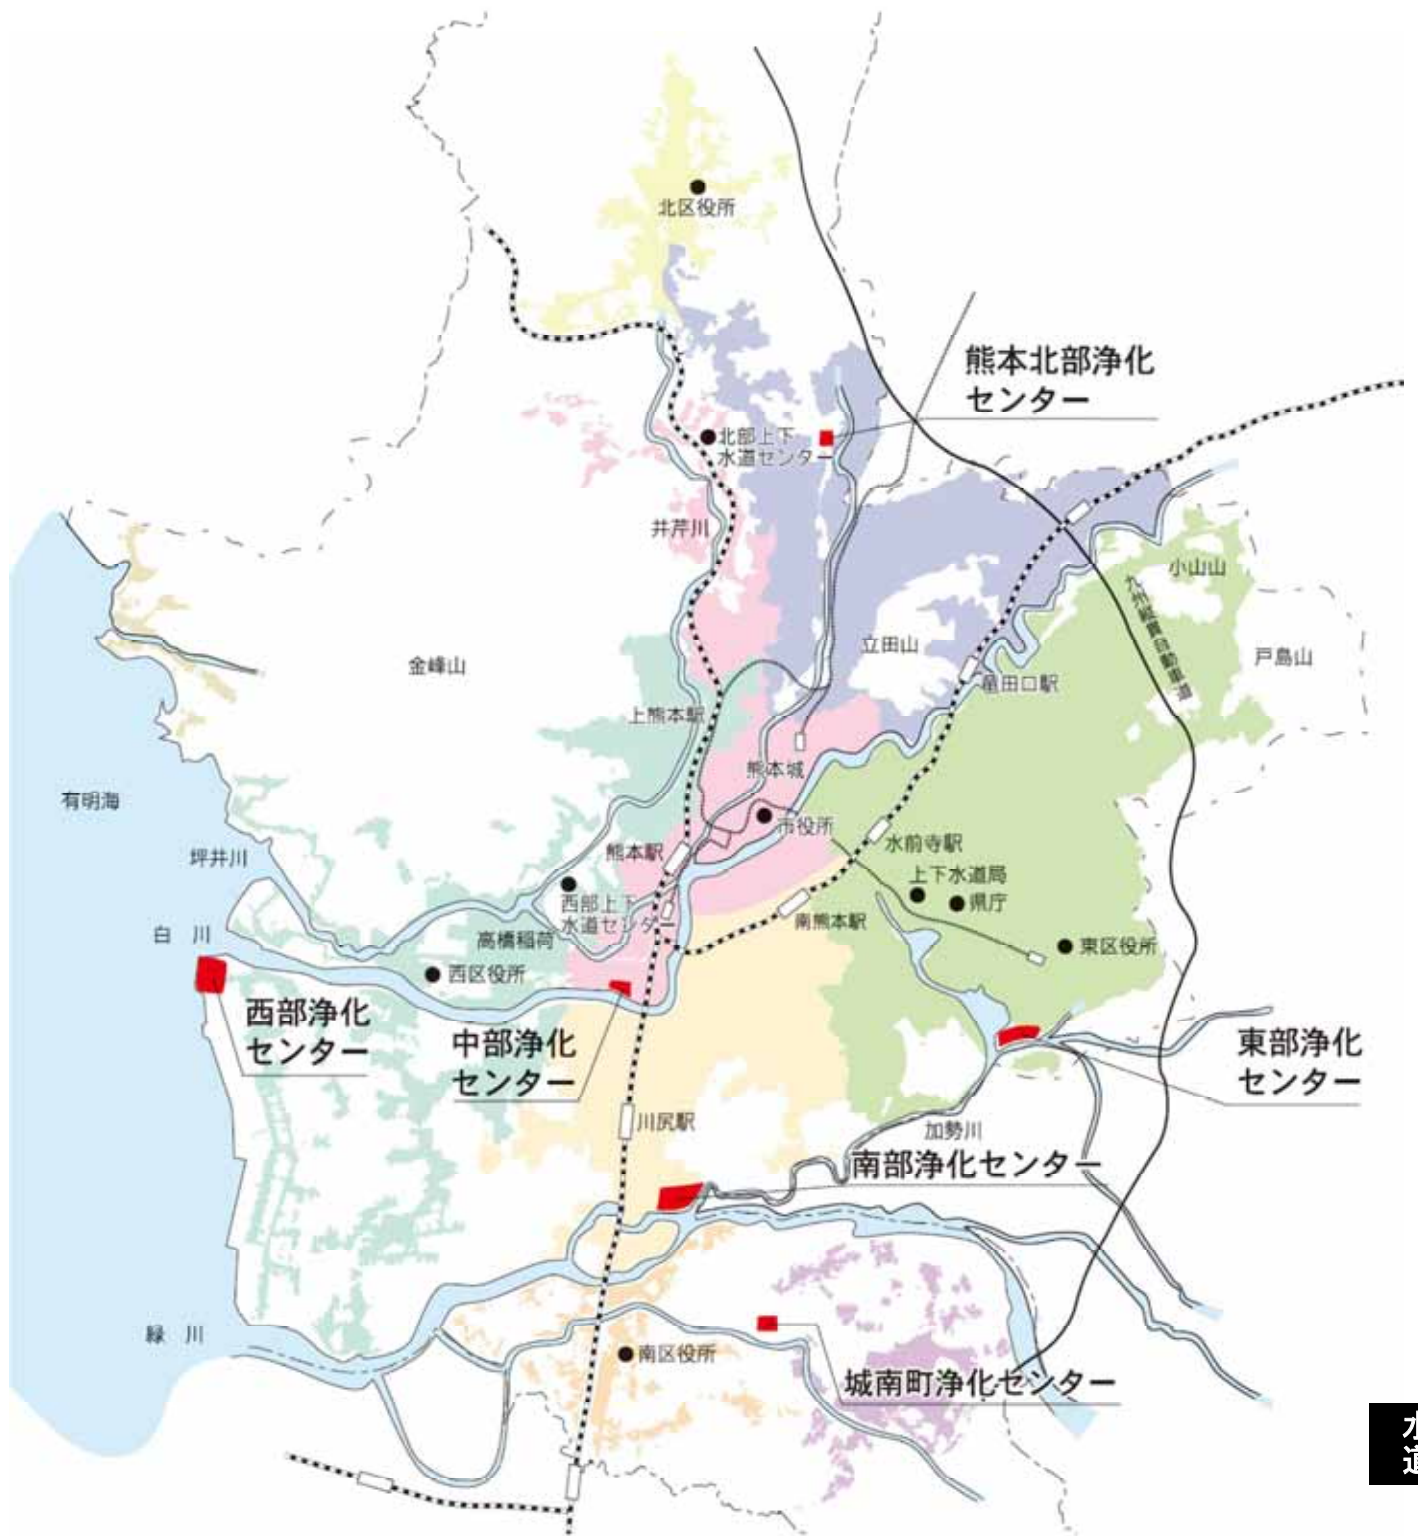 北区役所
熊本北部浄化
センター
北部上下
水道センター
井芹川
小山山
九州縦貫自動車道
立田山
戸島山
金峰山
竜田口駅
上熊本駅
熊本城
有明海
市役所
坪井川
熊本駅
水前寺駅
上下水道局
県庁
西部上下
水道センター
南熊本駅
白 川
高橋稲荷
東区役所
西区役所
西部浄化
センター
中部浄化
センター
東部浄化
センター
川尻駅
加勢川
南部浄化センター
緑 川
南区役所
城南町浄化センター